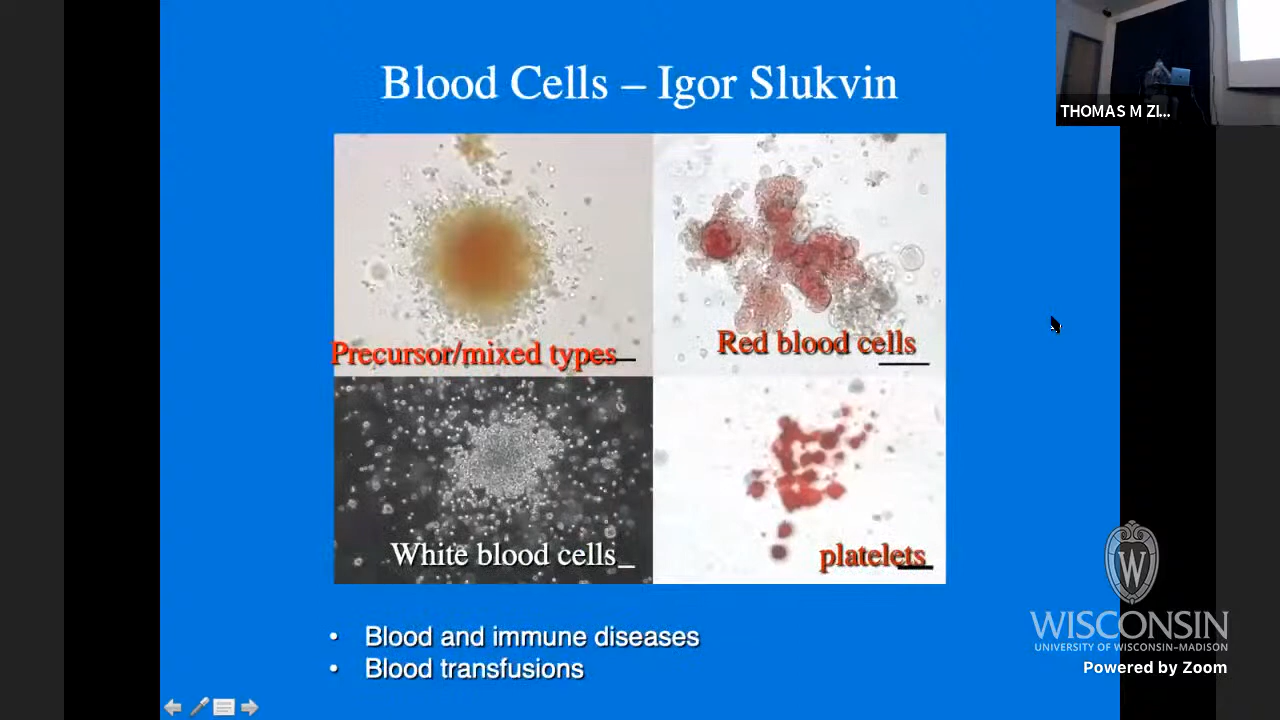 Blood Cells – Igor Slukvin
THOMAS M ZI...
Precursor/mixed types
Red blood cells
White blood cells
platelets
• Blood and immune diseases
• Blood transfusions
W
WISCONSIN
UNIVERSITY OF WISCONSIN–MADISON
Powered by Zoom